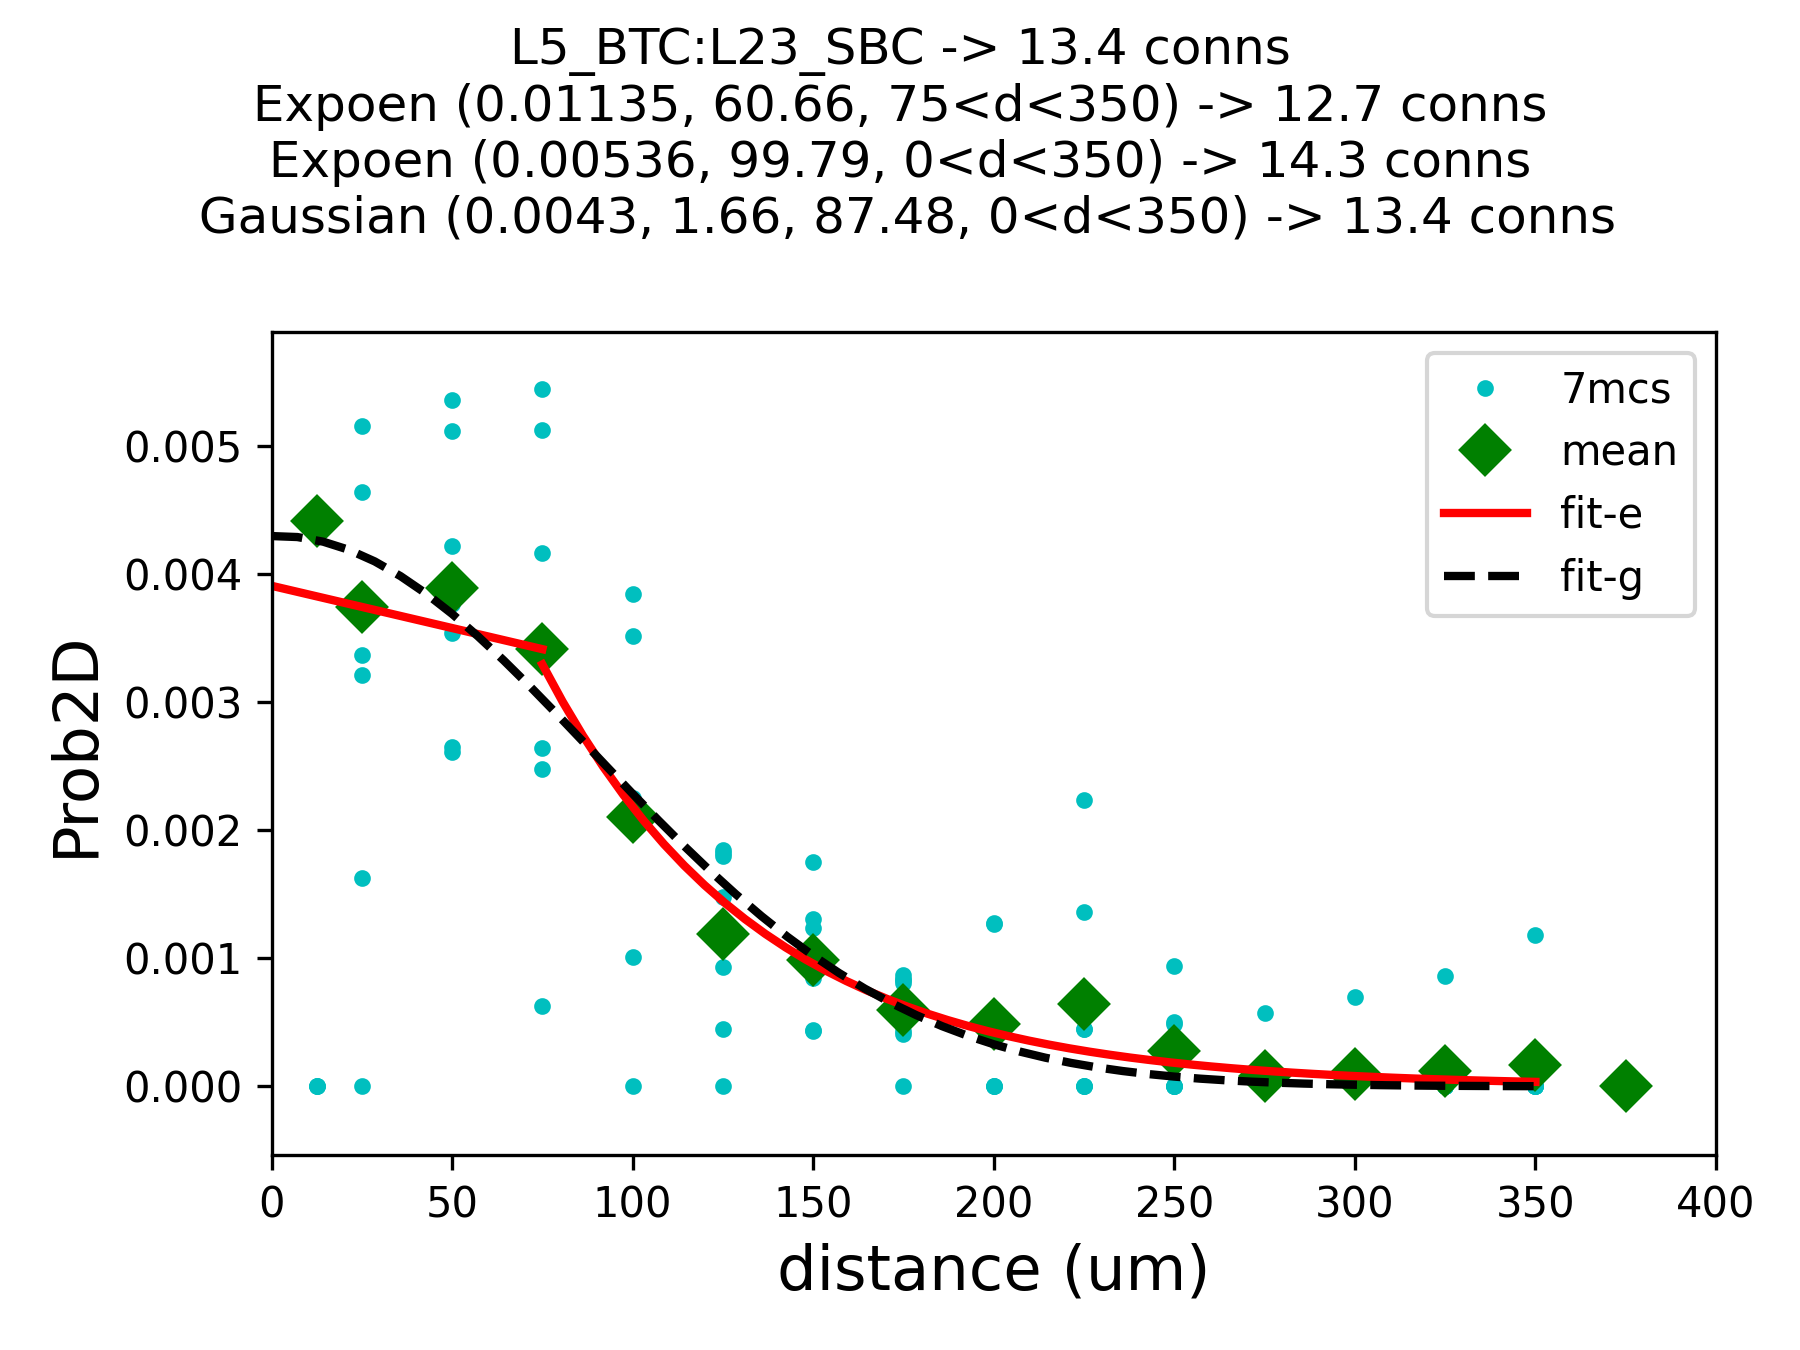 L5_BTC:L23_SBC -> 13.4 conns
Expoen (0.01135, 60.66, 75<d<350) -> 12.7 conns
Expoen (0.00536, 99.79, 0<d<350) -> 14.3 conns
Gaussian (0.0043, 1.66, 87.48, 0<d<350) -> 13.4 conns
7mcs
mean
fit-e
fit-g
Prob2D
0.005
0.004
0.003
0.002
0.001
0.000
0 50 100 150 200 250 300 350 400
distance (um)